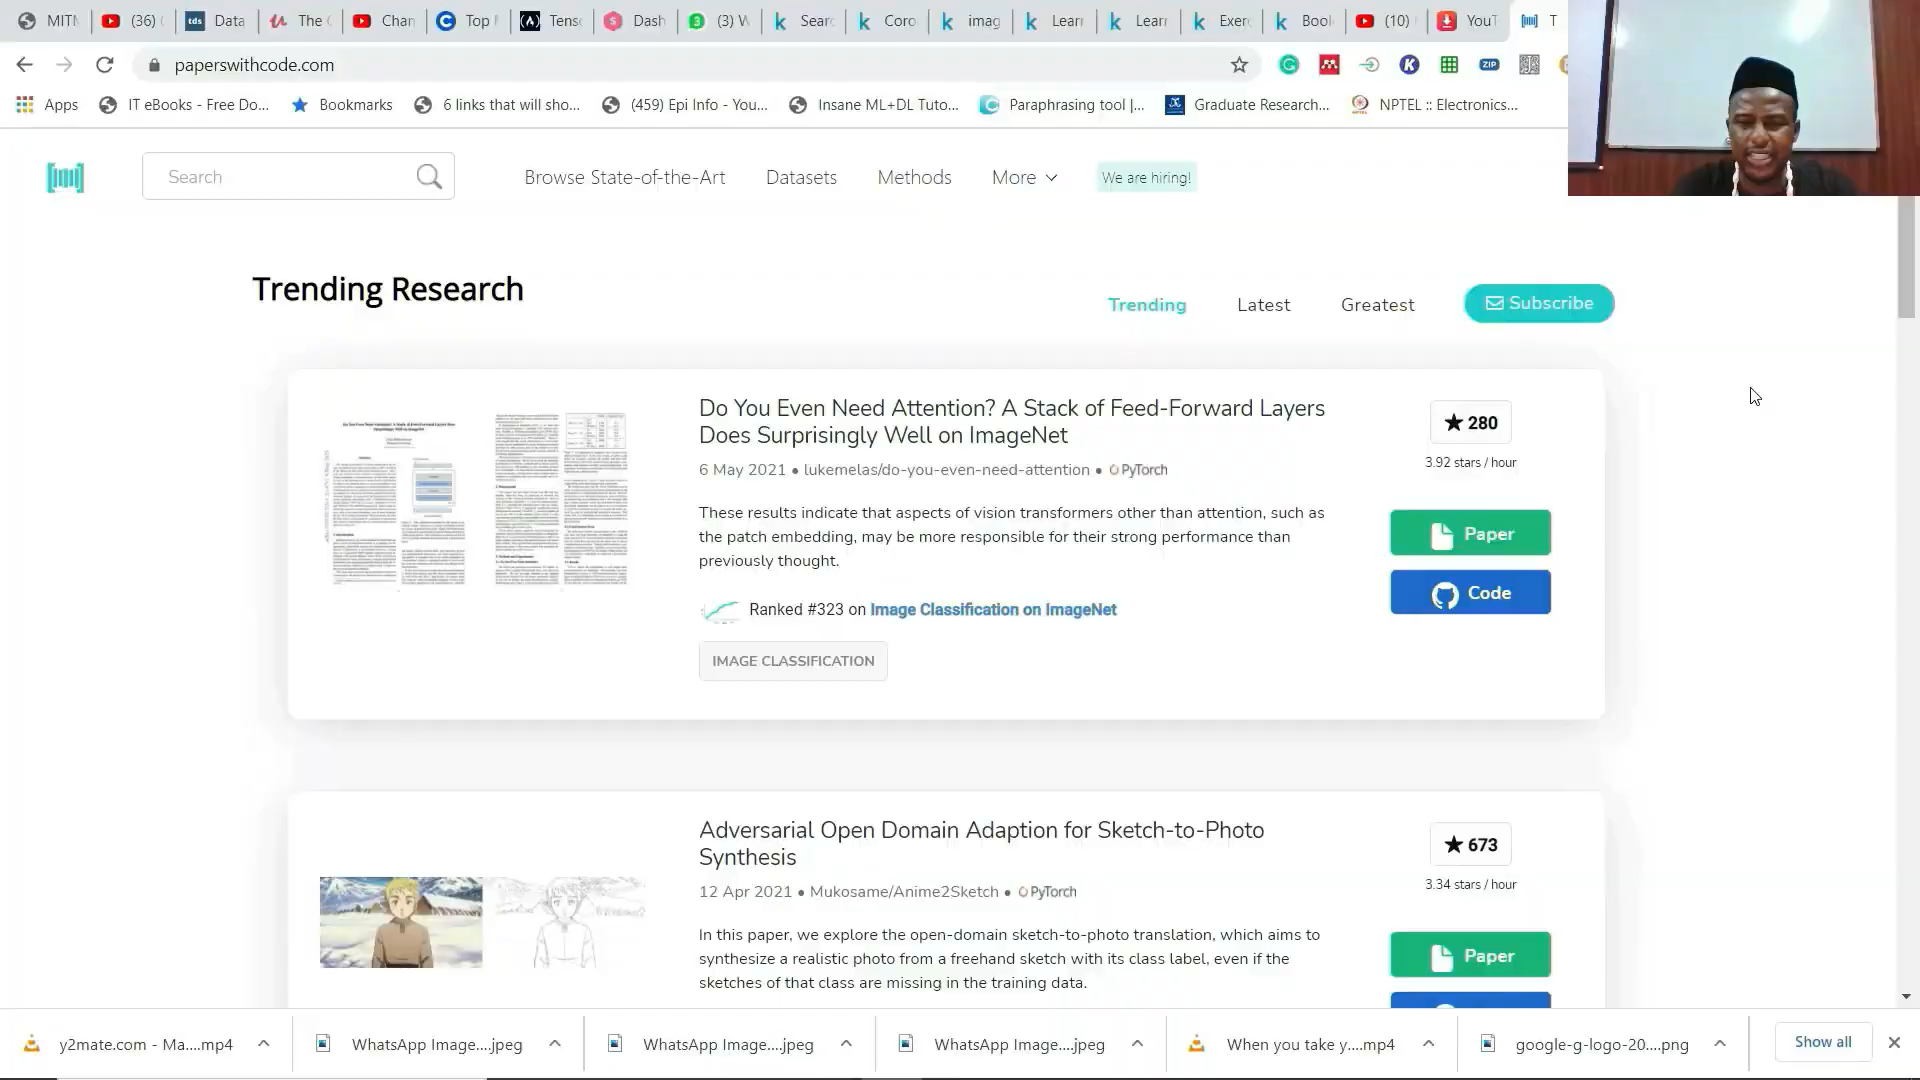 MITM (36) tds Data The C Chan Top M Tense Dash (3) W Searc Coro imag Learn Learn Exerc Book (10) YouT T
paperswithcode.com
Apps IT eBooks - Free Do... Bookmarks 6 links that will sho... (459) Epi Info - You... Insane ML+DL Tuto... Paraphrasing tool |... Graduate Research... NPTEL :: Electronics...
Search Browse State-of-the-Art Datasets Methods More We are hiring!
Trending Research
Trending Latest Greatest Subscribe
Do You Even Need Attention? A Stack of Feed-Forward Layers
Does Surprisingly Well on ImageNet
6 May 2021 • lukemelas/do-you-even-need-attention • PyTorch
280
3.92 stars / hour
These results indicate that aspects of vision transformers other than attention, such as
the patch embedding, may be more responsible for their strong performance than
previously thought.
Paper
Code
Ranked #323 on Image Classification on ImageNet
IMAGE CLASSIFICATION
Adversarial Open Domain Adaption for Sketch-to-Photo
Synthesis
12 Apr 2021 • Mukosame/Anime2Sketch • PyTorch
673
3.34 stars / hour
In this paper, we explore the open-domain sketch-to-photo translation, which aims to
synthesize a realistic photo from a freehand sketch with its class label, even if the
sketches of that class are missing in the training data.
Paper
y2mate.com - Ma....mp4 WhatsApp Image....jpeg WhatsApp Image....jpeg WhatsApp Image....jpeg When you take y....mp4 google-g-logo-20....png Show all